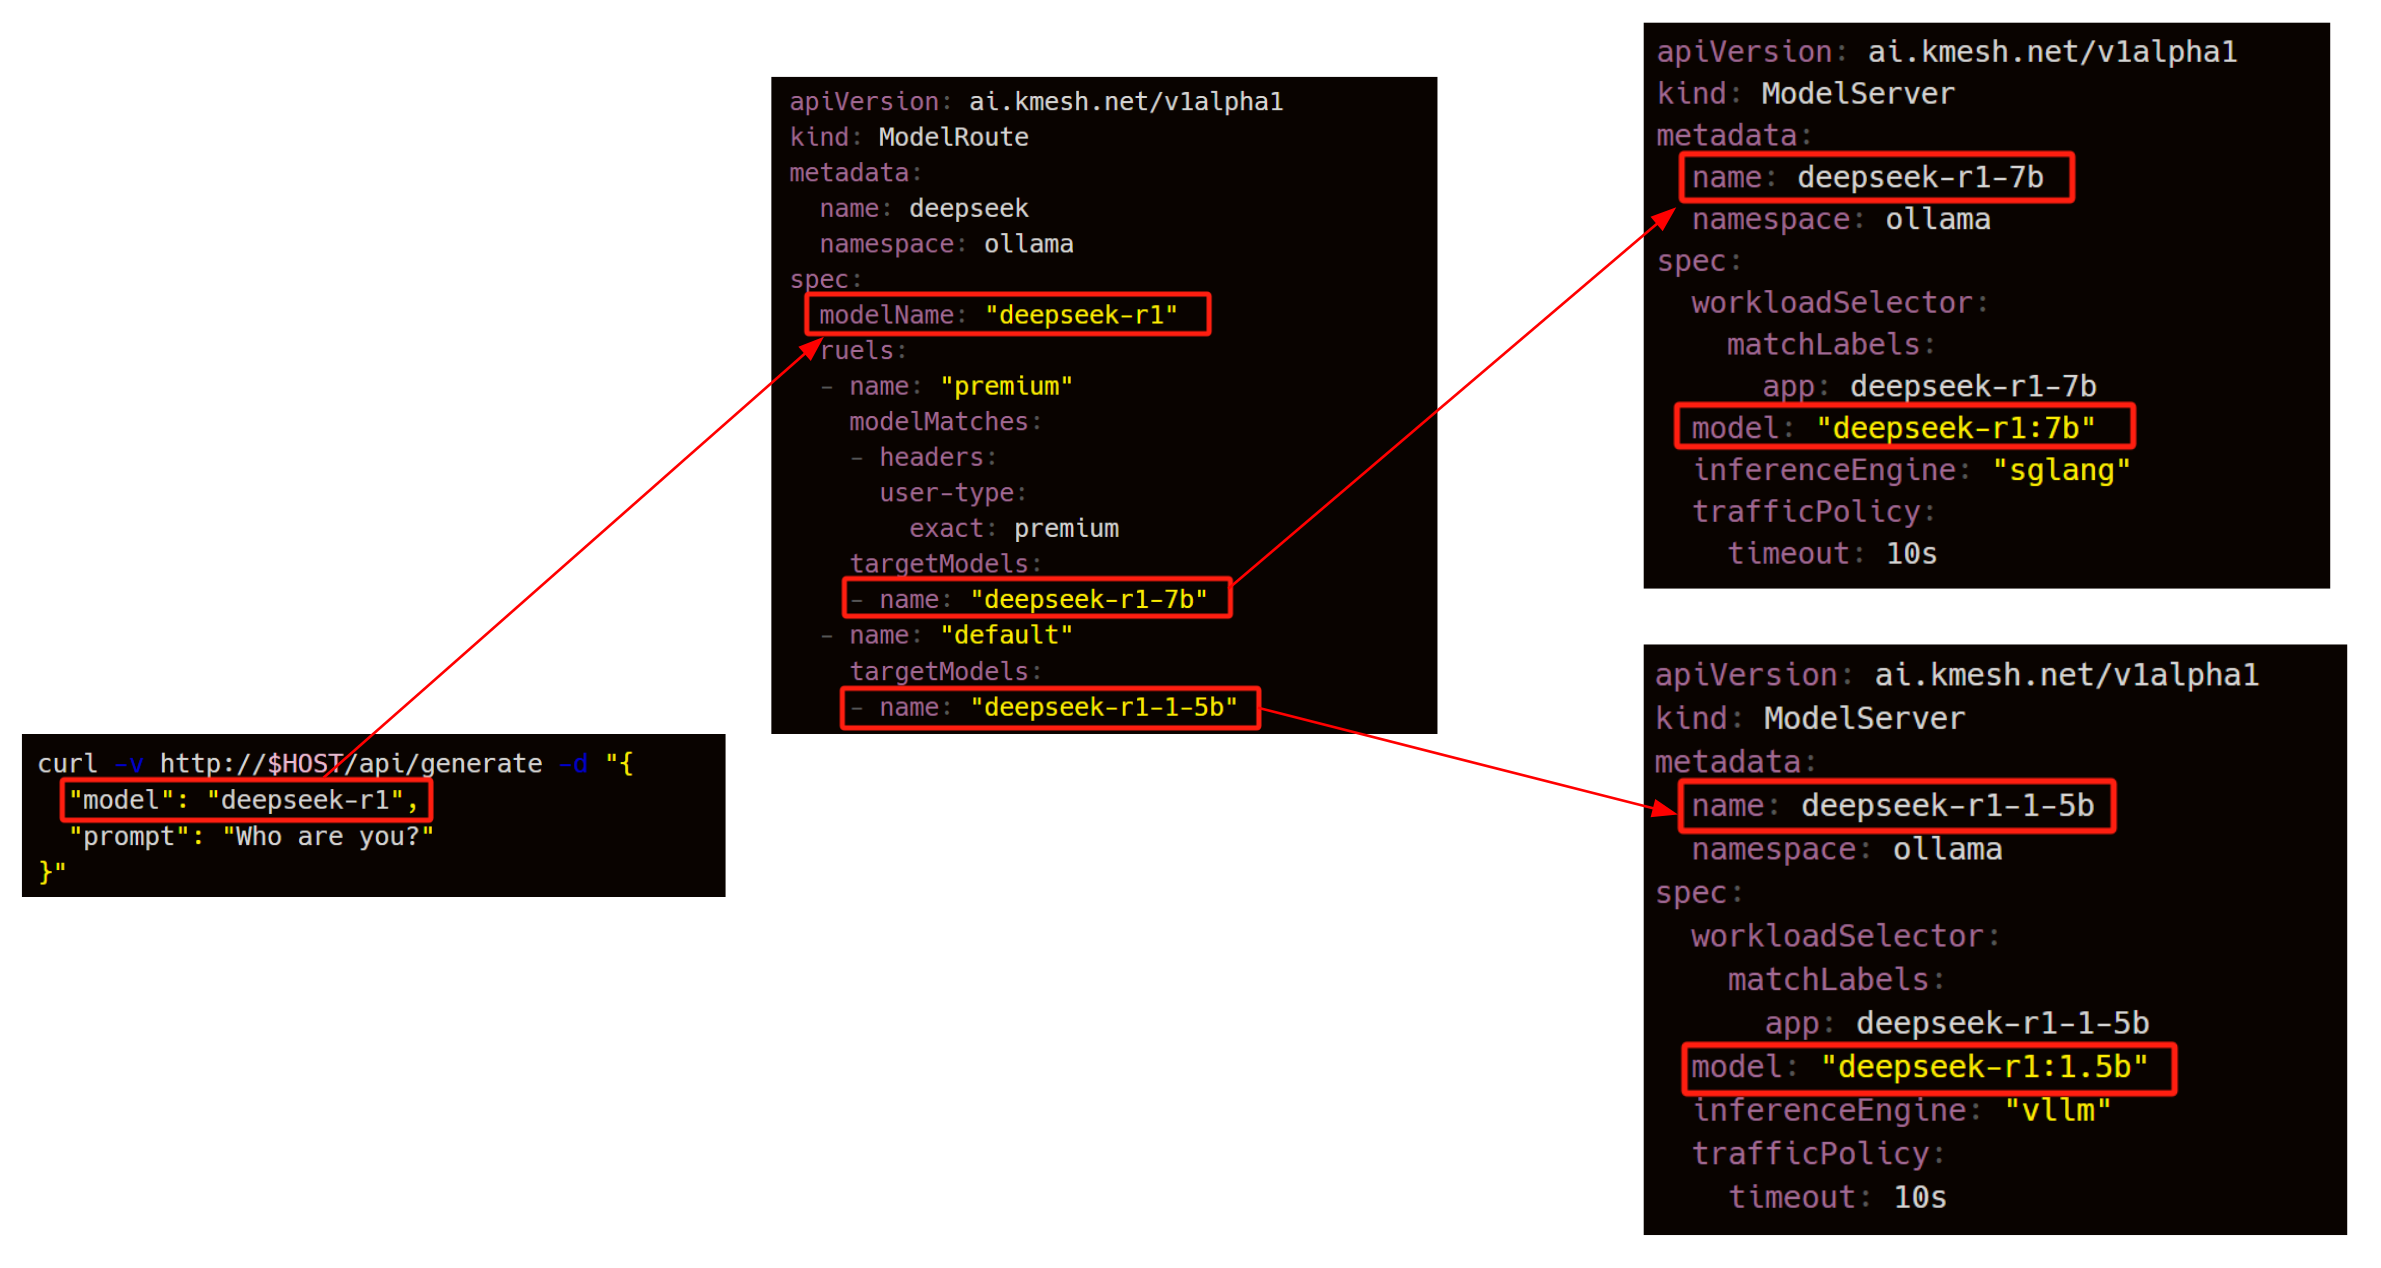 curl -v http://$HOST/api/generate -d "{
  "model": "deepseek-r1",
  "prompt": "Who are you?"
}"
apiVersion: ai.kmesh.net/v1alpha1
kind: ModelRoute
metadata:
  name: deepseek
  namespace: ollama
spec:
  modelName: "deepseek-r1"
  ruels:
  - name: "premium"
    modelMatches:
    - headers:
      user-type:
        exact: premium
    targetModels:
    - name: "deepseek-r1-7b"
  - name: "default"
    targetModels:
    - name: "deepseek-r1-1-5b"
apiVersion: ai.kmesh.net/v1alpha1
kind: ModelServer
metadata:
  name: deepseek-r1-7b
  namespace: ollama
spec:
  workloadSelector:
    matchLabels:
      app: deepseek-r1-7b
  model: "deepseek-r1:7b"
  inferenceEngine: "sglang"
  trafficPolicy:
    timeout: 10s
apiVersion: ai.kmesh.net/v1alpha1
kind: ModelServer
metadata:
  name: deepseek-r1-1-5b
  namespace: ollama
spec:
  workloadSelector:
    matchLabels:
      app: deepseek-r1-1-5b
  model: "deepseek-r1:1.5b"
  inferenceEngine: "vllm"
  trafficPolicy:
    timeout: 10s